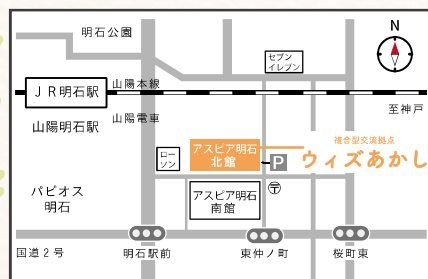 明石公園
N
セブン
イレブン
JR明石駅
山陽本線
至神戸
山陽明石駅
山陽電車
複合型交流拠点
ウィズあかし
アスピア明石
北館
ロー
ソン
P
〒
パピオス
明石
アスピア明石
南館
国道2号
明石駅前
東仲ノ町
桜町東